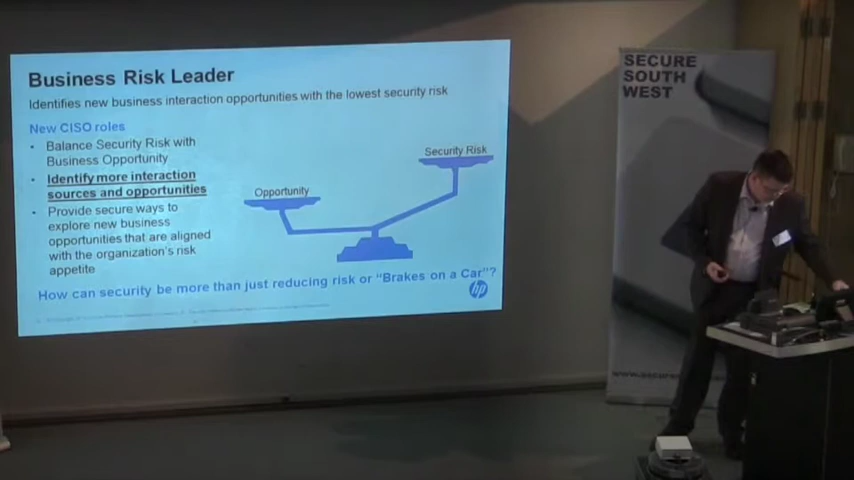 Business Risk Leader
Identifies new business interaction opportunities with the lowest security risk
New CISO roles
• Balance Security Risk with
Business Opportunity
• Identify more interaction
sources and opportunities
• Provide secure ways to
explore new business
opportunities that are aligned
with the organization's risk
appetite
Opportunity
Security Risk
How can security be more than just reducing risk or "Brakes on a Car"?
hp
SECURE
SOUTH
WEST